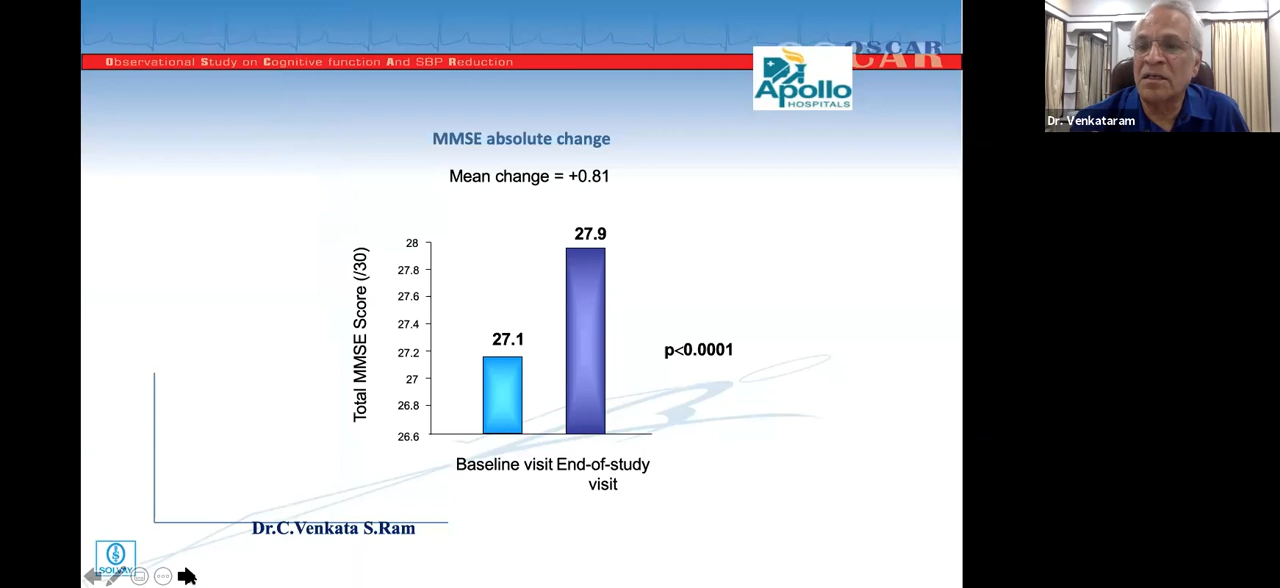 OSCAR
Observational Study on Cognitive function And SBP Reduction
Apollo
HOSPITALS
Dr. Venkataram
MMSE absolute change
Mean change = +0.81
Total MMSE Score (/30)
28
27.8
27.6
27.4
27.2
27
26.8
26.6
27.1
27.9
p<0.0001
Baseline visit End-of-study
visit
Dr.C.Venkata S.Ram
SOLVAY